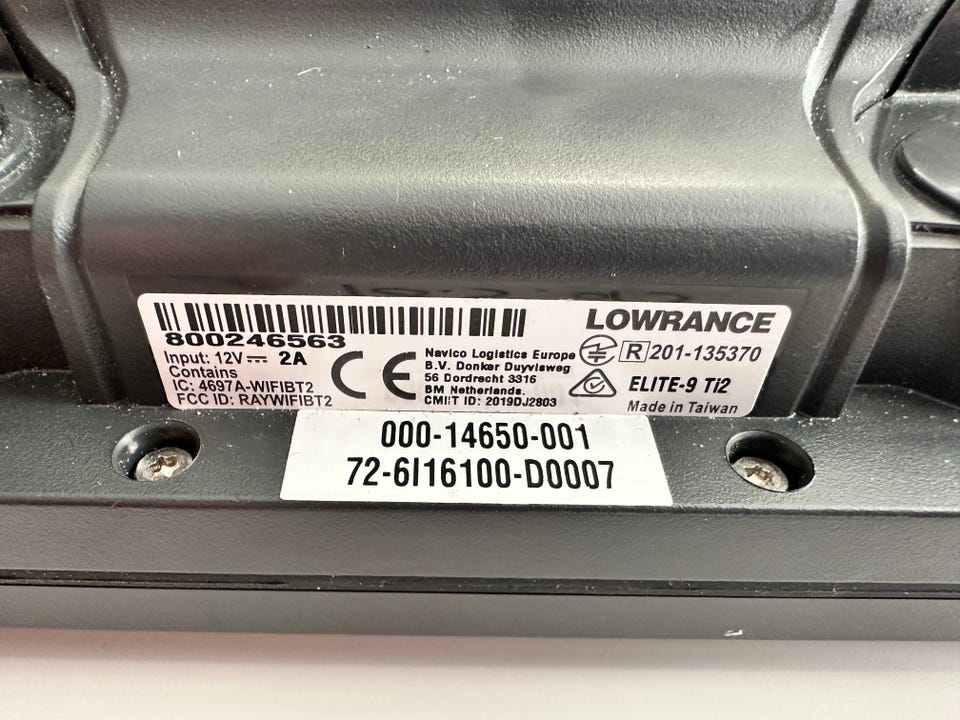 800246563
Input: 12V⎓ 2A
Contains
IC: 4697A-WIFIBT2
FCC ID: RAYWIFIBT2
CE
Navico Logistics Europe
B.V. Donker Duyvisweg
56 Dordrecht 3316
BM Netherlands.
CMIIT ID: 2019DJ2803
LOWRANCE
R 201-135370
ELITE-9 Ti2
Made in Taiwan
000-14650-001
72-6I16100-D0007